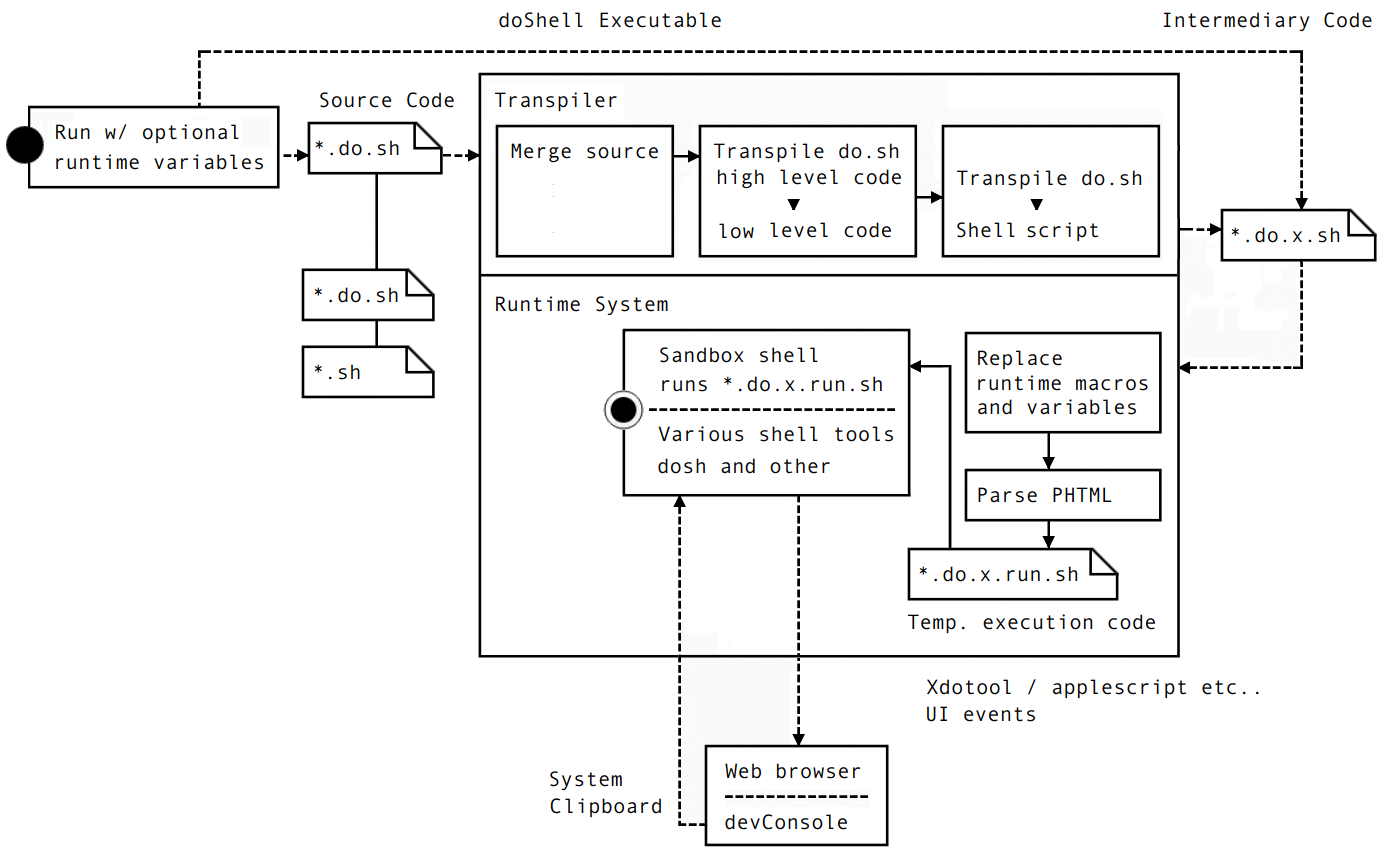 doShell Executable
Intermediary Code
Run w/ optional
runtime variables
Source Code
*.do.sh
*.do.sh
*.sh
Transpiler
Merge source
Transpile do.sh
high level code
low level code
Transpile do.sh
Shell script
*.do.x.sh
Runtime System
Sandbox shell
runs *.do.x.run.sh
Various shell tools
dosh and other
Replace
runtime macros
and variables
Parse PHTML
*.do.x.run.sh
Temp. execution code
Xdotool / applescript etc..
UI events
System
Clipboard
Web browser
devConsole